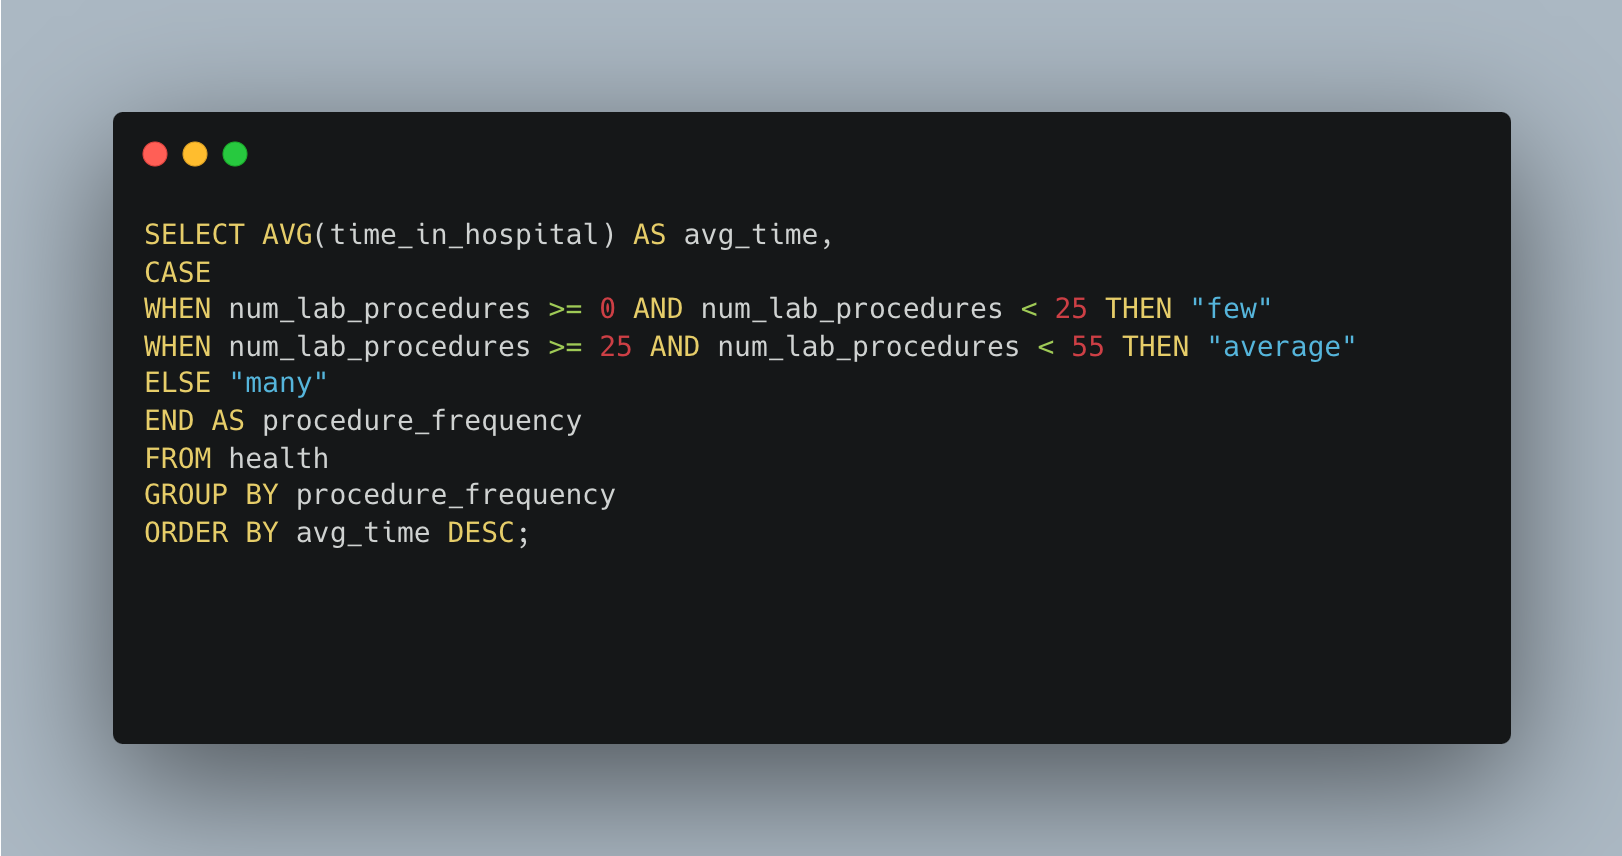 SELECT AVG(time_in_hospital) AS avg_time,
CASE
WHEN num_lab_procedures >= 0 AND num_lab_procedures < 25 THEN "few"
WHEN num_lab_procedures >= 25 AND num_lab_procedures < 55 THEN "average"
ELSE "many"
END AS procedure_frequency
FROM health
GROUP BY procedure_frequency
ORDER BY avg_time DESC;